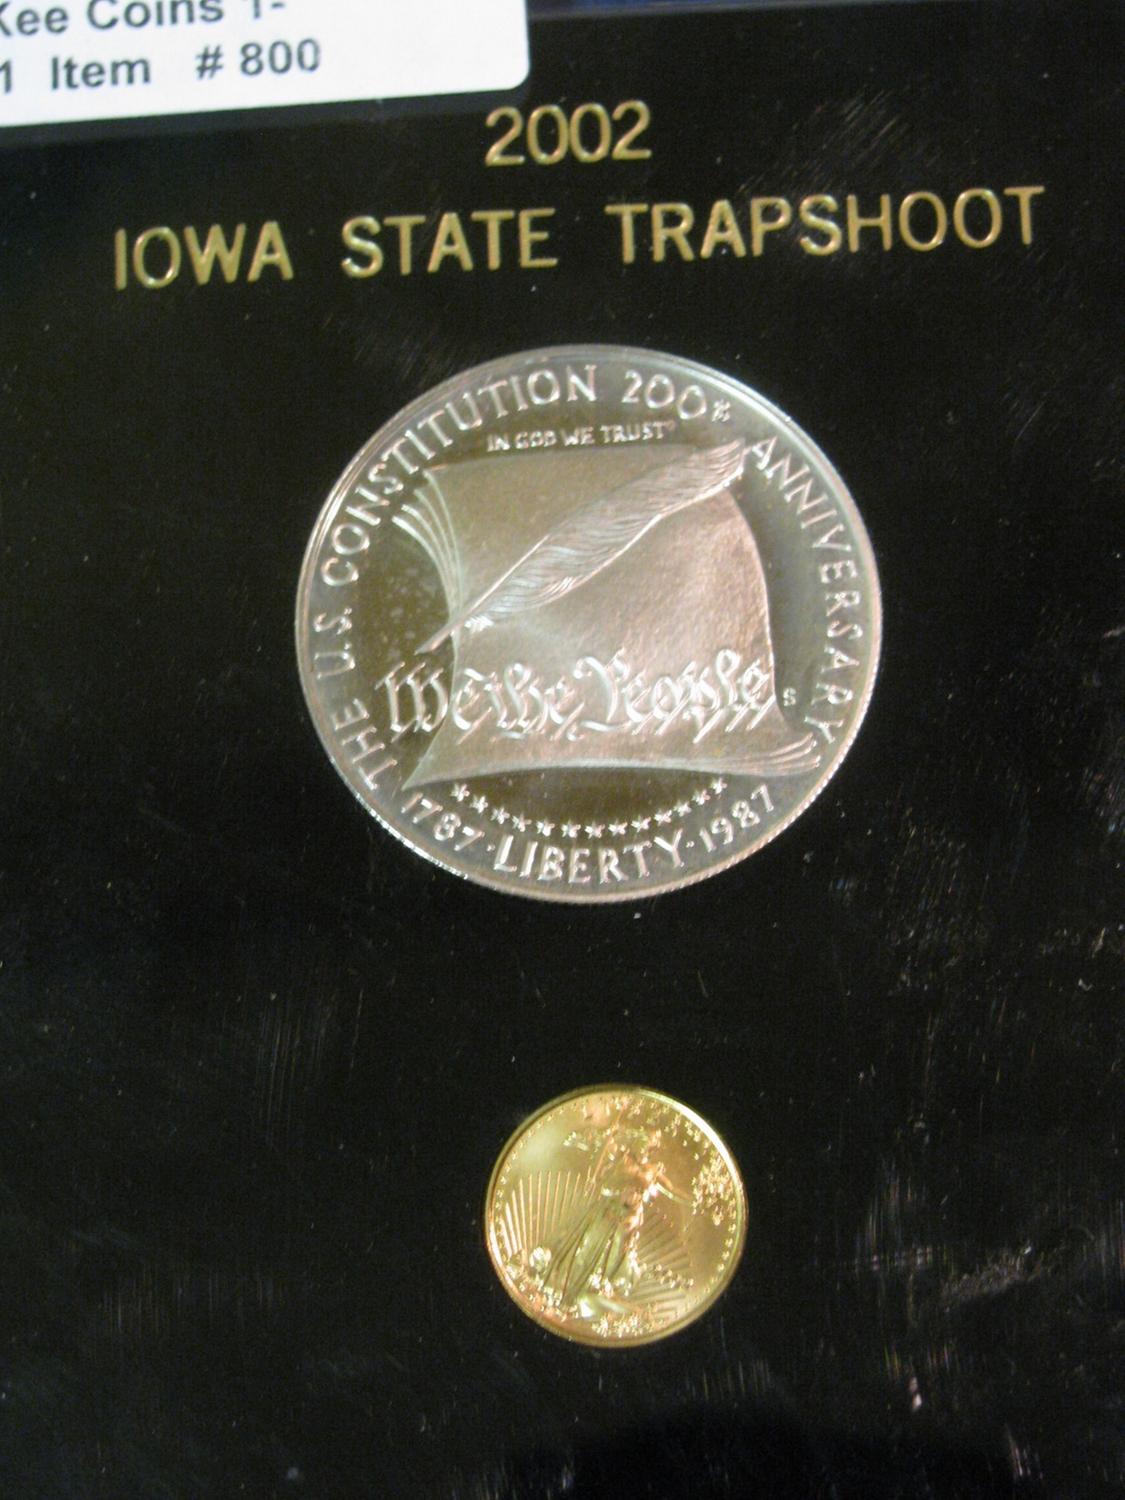 Kee Coins 1-
1 Item # 800
2002
IOWA STATE TRAPSHOOT
THE U.S. CONSTITUTION 200TH ANNIVERSARY
IN GOD WE TRUST
We the People
S
1787 · LIBERTY · 1987